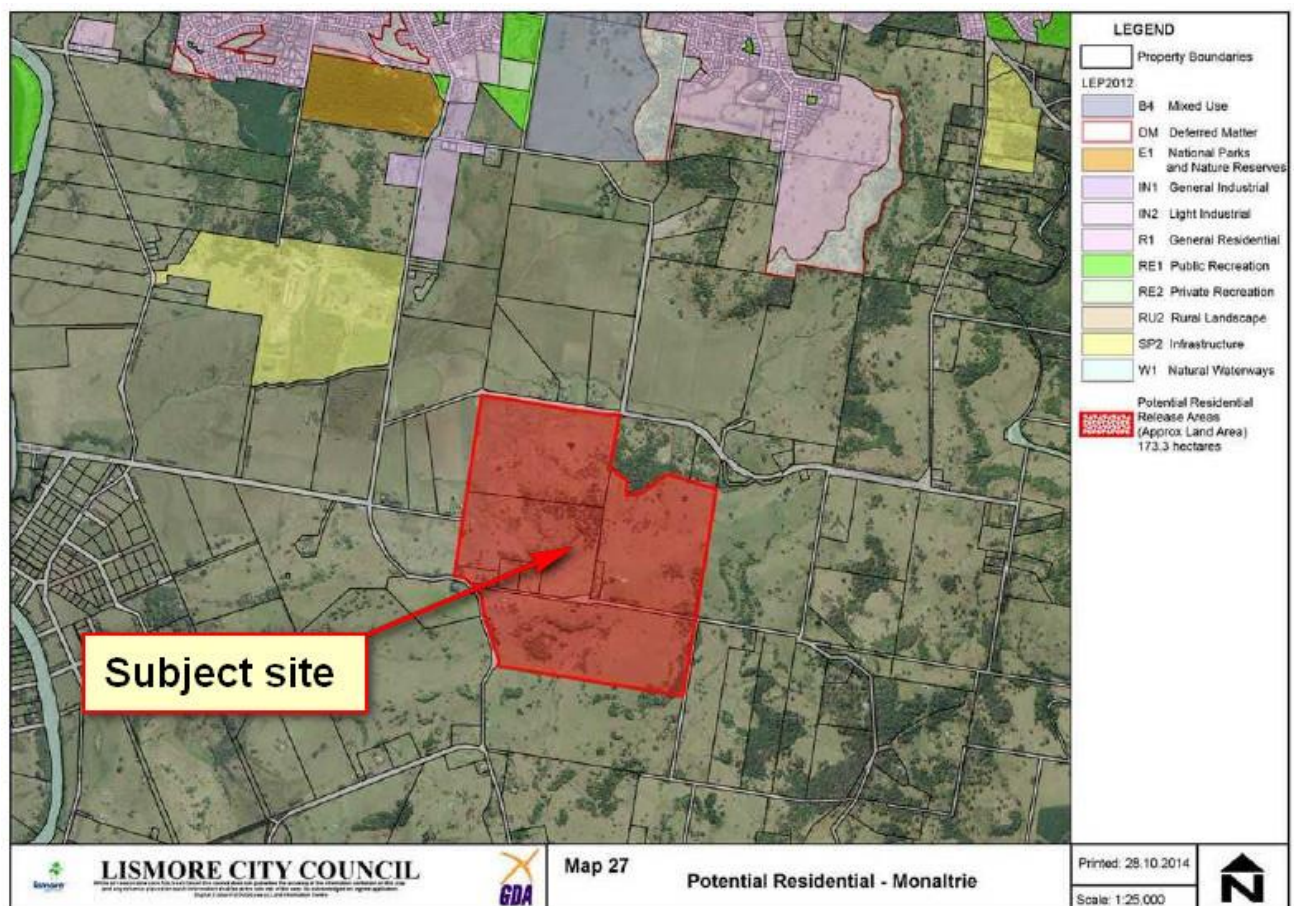 LEGEND
Property Boundaries
LEP2012
B4 Mixed Use
DM Deferred Matter
E1 National Parks
and Nature Reserves
IN1 General Industrial
IN2 Light Industrial
R1 General Residential
RE1 Public Recreation
RE2 Private Recreation
RU2 Rural Landscape
SP2 Infrastructure
W1 Natural Waterways
Potential Residential
Release Areas
(Approx Land Area)
173.3 hectares
Subject site
lismore
LISMORE CITY COUNCIL
GDA
Map 27
Potential Residential - Monaltrie
Printed: 28.10.2014
Scale: 1:25,000
N